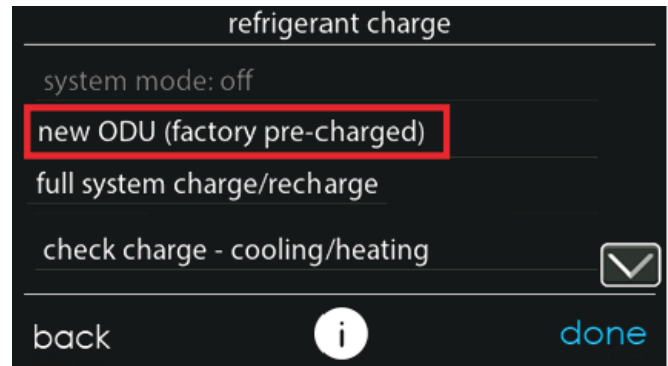 refrigerant charge
system mode: off
new ODU (factory pre-charged)
full system charge/recharge
check charge - cooling/heating
back
i
done